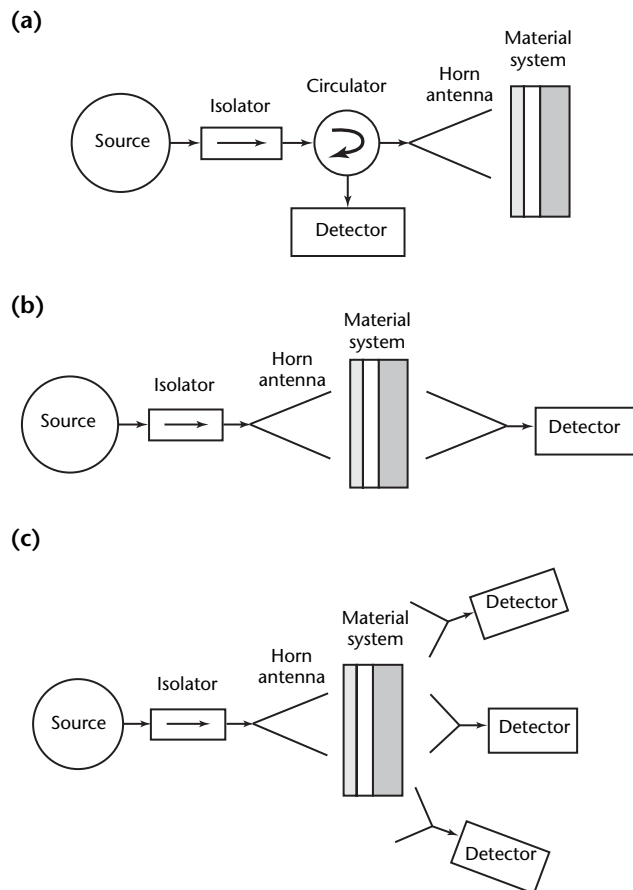 (a)
Material
system
Horn
antenna
Circulator
Isolator
Source
Detector
(b)
Material
system
Horn
antenna
Isolator
Source
Detector
(c)
Detector
Material
system
Horn
antenna
Isolator
Source
Detector
Detector